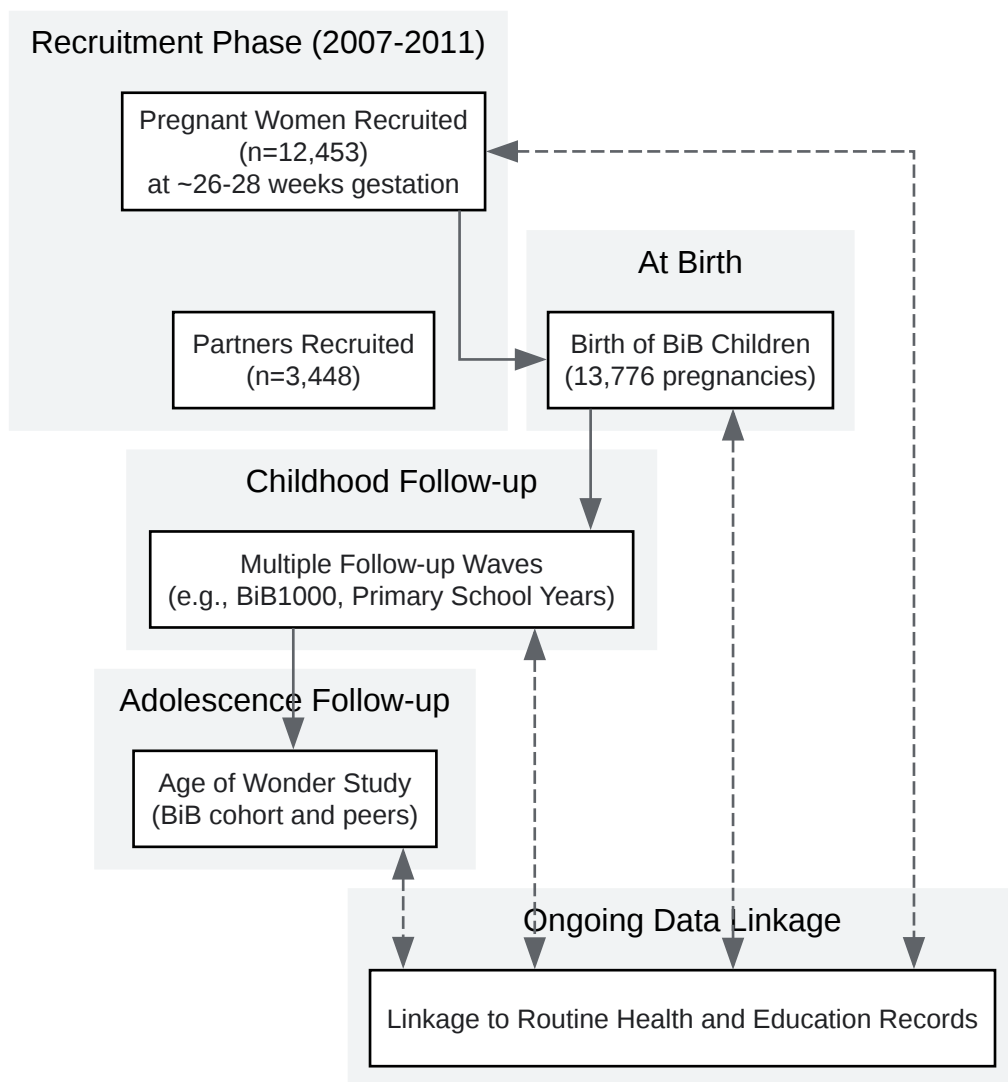 Recruitment Phase (2007-2011)
Pregnant Women Recruited
(n=12,453)
at ~26-28 weeks gestation
Partners Recruited
(n=3,448)
At Birth
Birth of BiB Children
(13,776 pregnancies)
Childhood Follow-up
Multiple Follow-up Waves
(e.g., BiB1000, Primary School Years)
Adolescence Follow-up
Age of Wonder Study
(BiB cohort and peers)
Ongoing Data Linkage
Linkage to Routine Health and Education Records